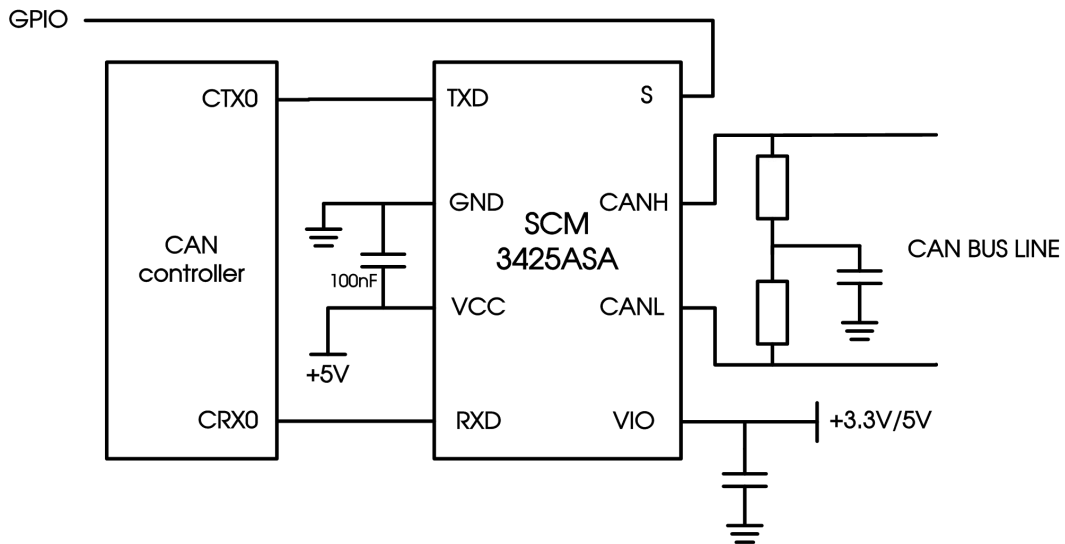 GPIO
CTX0
TXD
S
GND
CANH
SCM
3425ASA
CAN
controller
CAN BUS LINE
100nF
VCC
CANL
+5V
CRX0
RXD
VIO
+3.3V/5V